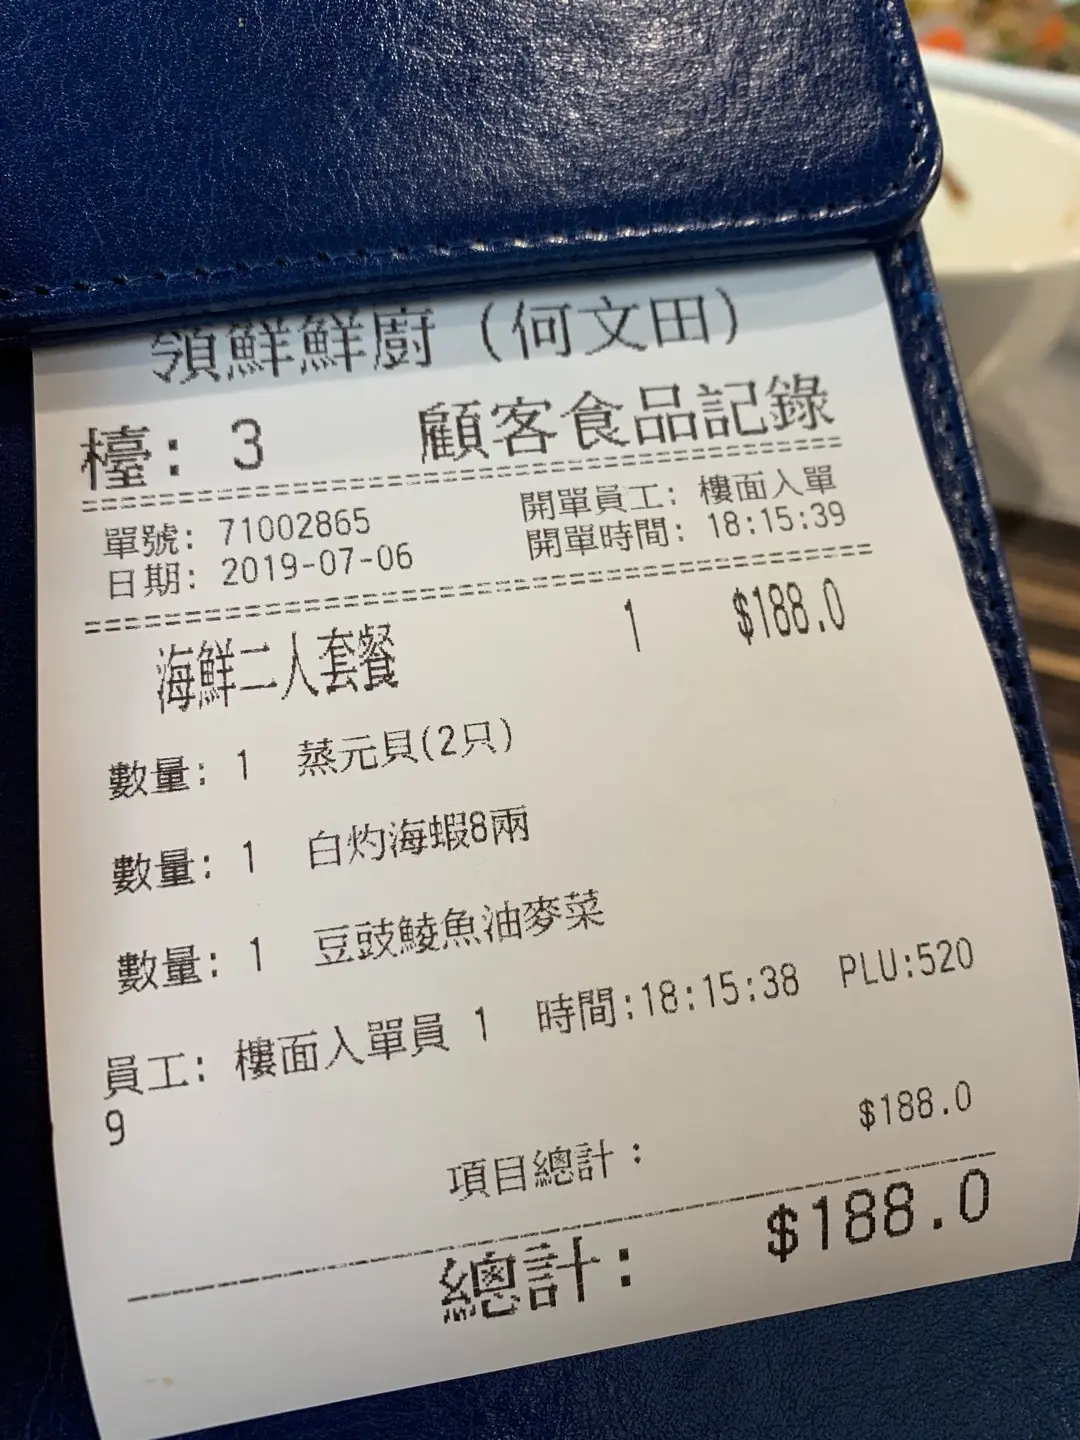 領鮮鮮廚（何文田）
檯: 3 顧客食品記錄
單號: 71002865 開單員工: 樓面入單
日期: 2019-07-06 開單時間: 18:15:39
海鮮二人套餐 1 $188.0
數量: 1 蒸元貝(2只)
數量: 1 白灼海蝦8兩
數量: 1 豆豉鯪魚油麥菜
員工: 樓面入單員 1 時間:18:15:38 PLU:520
9
項目總計： $188.0
總計: $188.0